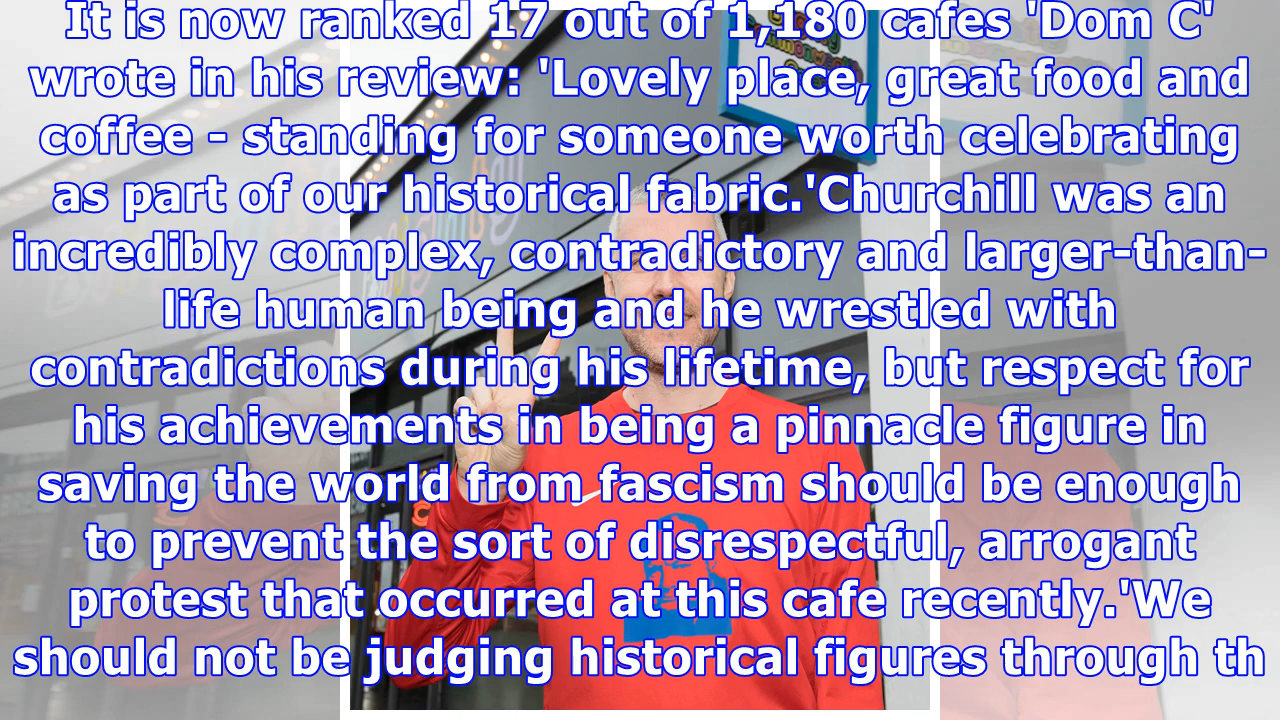 It is now ranked 17 out of 1,180 cafes 'Dom C'
wrote in his review: 'Lovely place, great food and
coffee - standing for someone worth celebrating
as part of our historical fabric.'Churchill was an
incredibly complex, contradictory and larger-than-
life human being and he wrestled with
contradictions during his lifetime, but respect for
his achievements in being a pinnacle figure in
saving the world from fascism should be enough
to prevent the sort of disrespectful, arrogant
protest that occurred at this cafe recently.'We
should not be judging historical figures through th